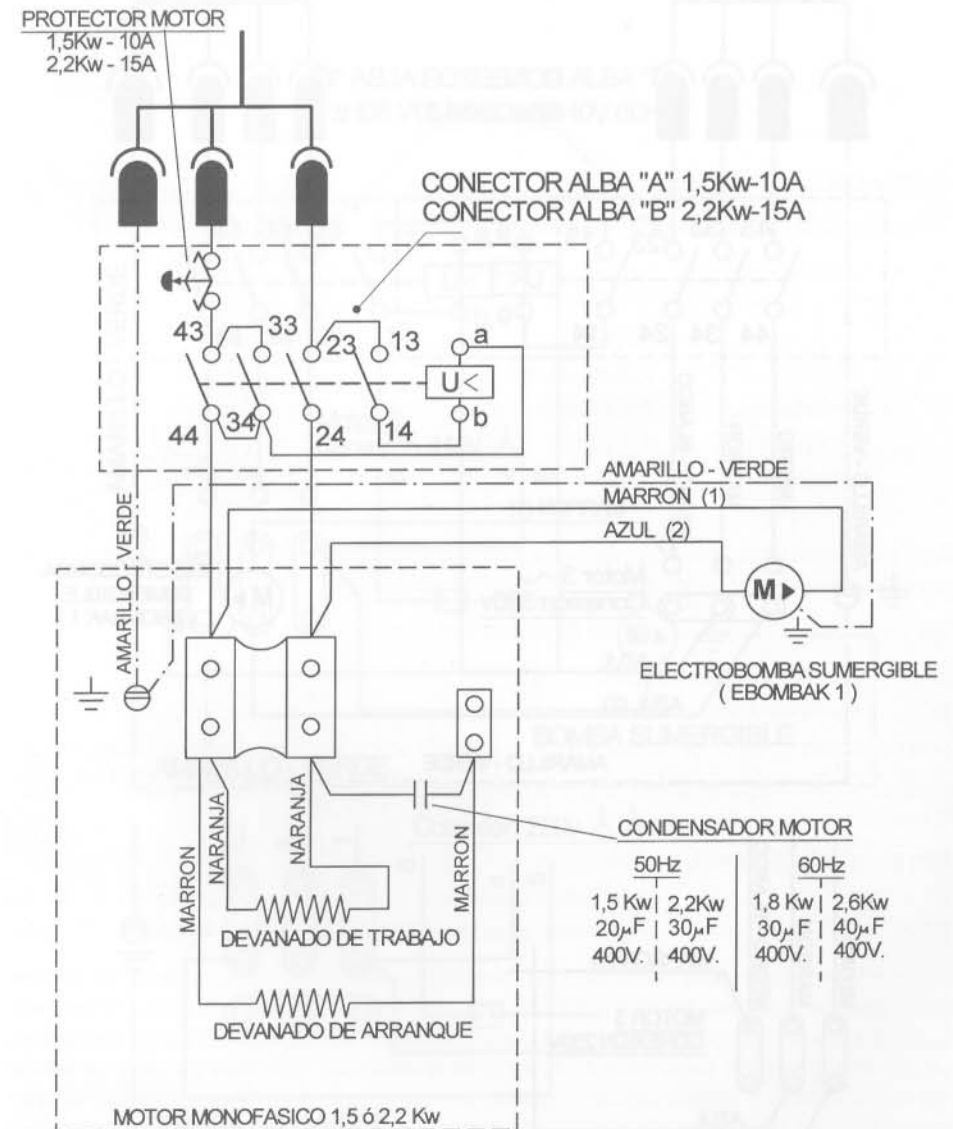 PROTECTOR MOTOR
1,5Kw - 10A
2,2Kw - 15A
CONECTOR ALBA "A" 1,5Kw-10A
CONECTOR ALBA "B" 2,2Kw-15A
43
33
23
13
a
U<
b
44
34
24
14
AMARILLO - VERDE
MARRON (1)
AZUL (2)
AMARILLO - VERDE
M
ELECTROBOMBA SUMERGIBLE
( EBOMBAK 1 )
MARRON
NARANJA
NARANJA
MARRON
CONDENSADOR MOTOR
50Hz 60Hz
1,5 Kw 2,2Kw 1,8 Kw 2,6Kw
20μF 30μF 30μF 40μF
400V. 400V. 400V. 400V.
DEVANADO DE TRABAJO
DEVANADO DE ARRANQUE
MOTOR MONOFASICO 1,5 ó 2,2 Kw